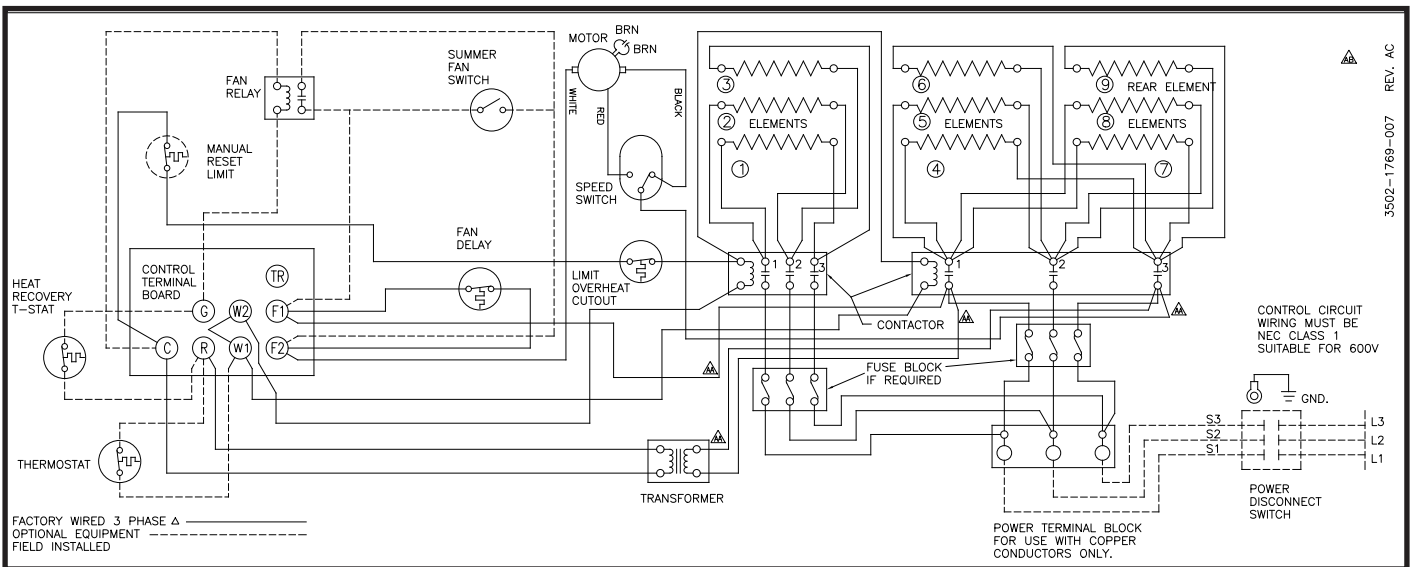 BRN
MOTOR
BRN
SUMMER
FAN
SWITCH
FAN
RELAY
WHITE
RED
BLACK
3
2
ELEMENTS
1
6
5
ELEMENTS
4
9
REAR ELEMENT
8
ELEMENTS
7
AB
3502-1769-007 REV. AC
MANUAL
RESET
LIMIT
SPEED
SWITCH
FAN
DELAY
LIMIT
OVERHEAT
CUTOUT
1
2
3
1
2
3
CONTACTOR
AA
AA
AA
AA
HEAT
RECOVERY
T-STAT
CONTROL
TERMINAL
BOARD
TR
G
W2
F1
C
R
W1
F2
CONTROL CIRCUIT
WIRING MUST BE
NEC CLASS 1
SUITABLE FOR 600V
FUSE BLOCK
IF REQUIRED
GND.
S3
S2
S1
L3
L2
L1
THERMOSTAT
TRANSFORMER
POWER
DISCONNECT
SWITCH
POWER TERMINAL BLOCK
FOR USE WITH COPPER
CONDUCTORS ONLY.
FACTORY WIRED 3 PHASE Δ
OPTIONAL EQUIPMENT
FIELD INSTALLED